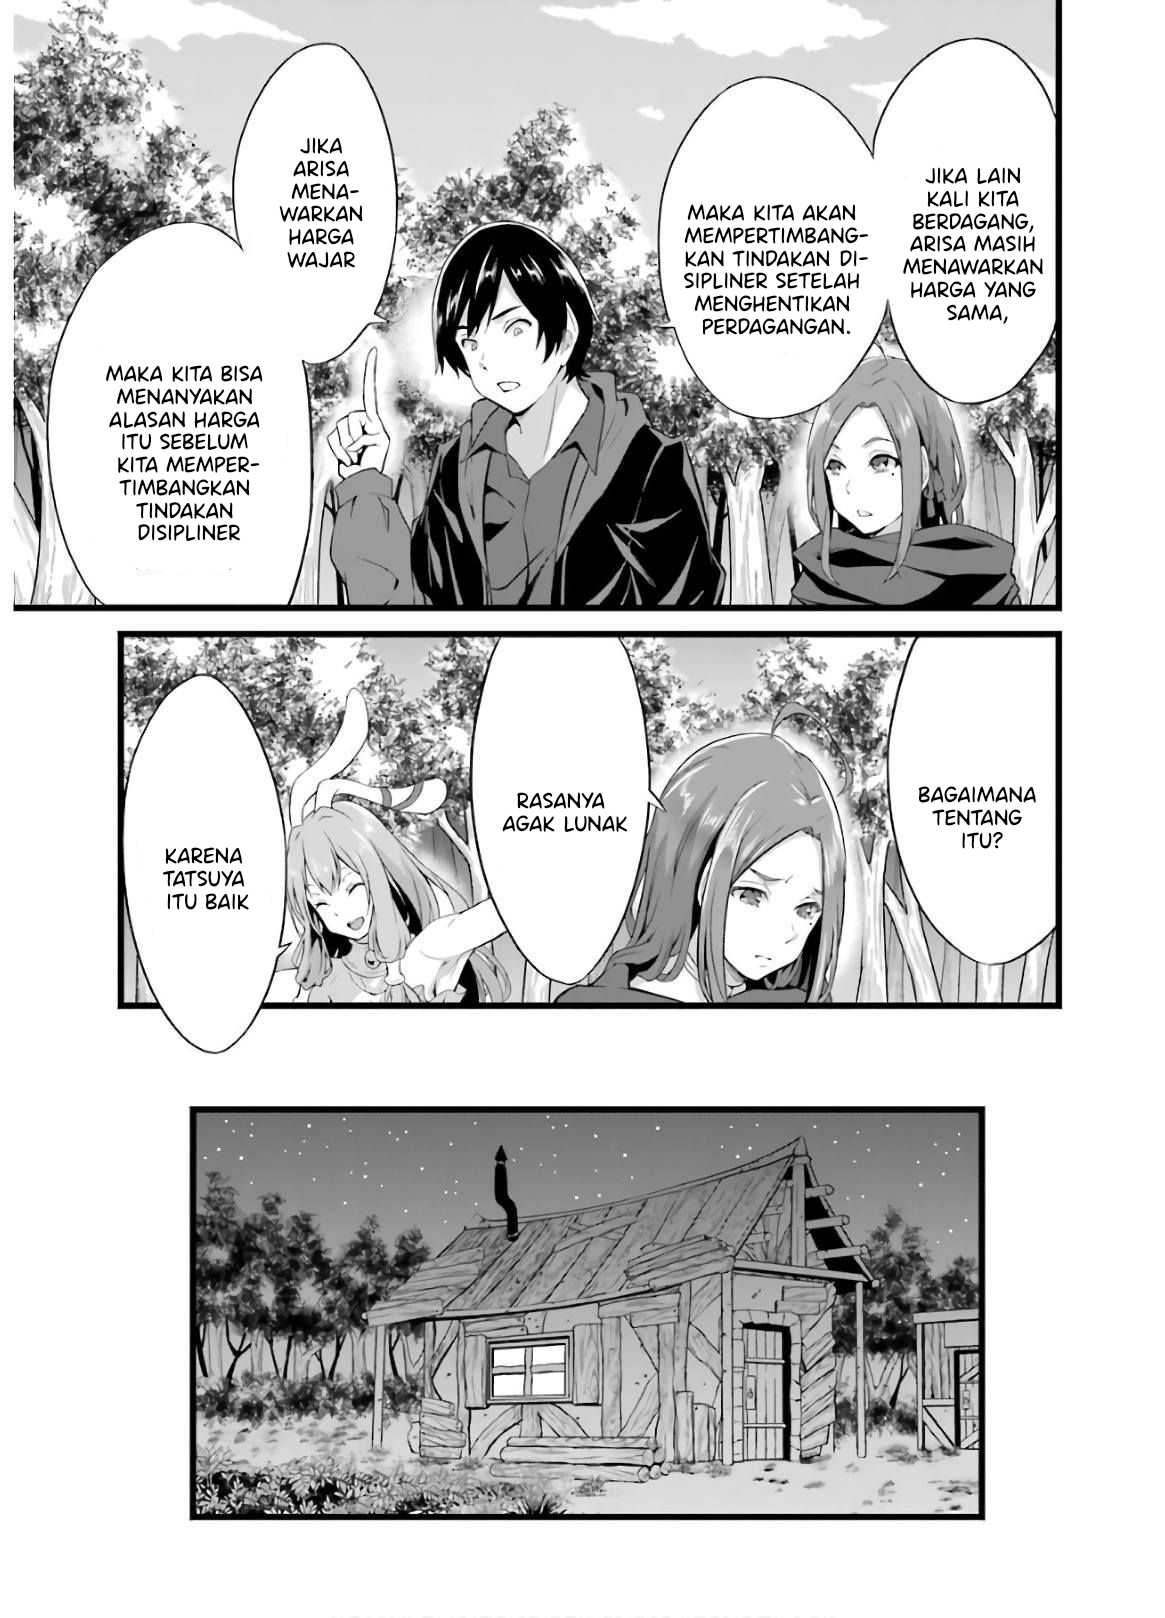 JIKA LAIN
KALI KITA
BERDAGANG,
ARISA MASIH
MENAWARKAN
HARGA YANG
SAMA,
MAKA KITA AKAN
MEMPERTIMBANG-
KAN TINDAKAN DI-
SIPLINER SETELAH
MENGHENTIKAN
PERDAGANGAN.
JIKA
ARISA
MENA-
WARKAN
HARGA
WAJAR
MAKA KITA BISA
MENANYAKAN
ALASAN HARGA
ITU SEBELUM
KITA MEMPER-
TIMBANGKAN
TINDAKAN
DISIPLINER
BAGAIMANA
TENTANG
ITU?
RASANYA
AGAK LUNAK
KARENA
TATSUYA
ITU BAIK